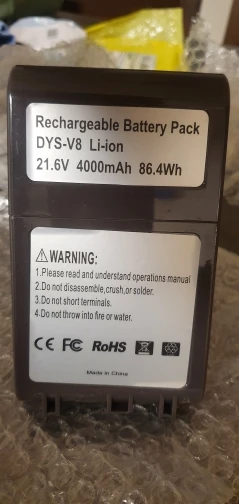 Rechargeable Battery Pack
DYS-V8 Li-ion
21.6V 4000mAh 86.4Wh
⚠WARNING:
1.Please read and understand operations manual
2.Do not disassemble,crush,or solder.
3.Do not short terminals.
4.Do not throw into fire or water.
CE FC RoHS
Made in China